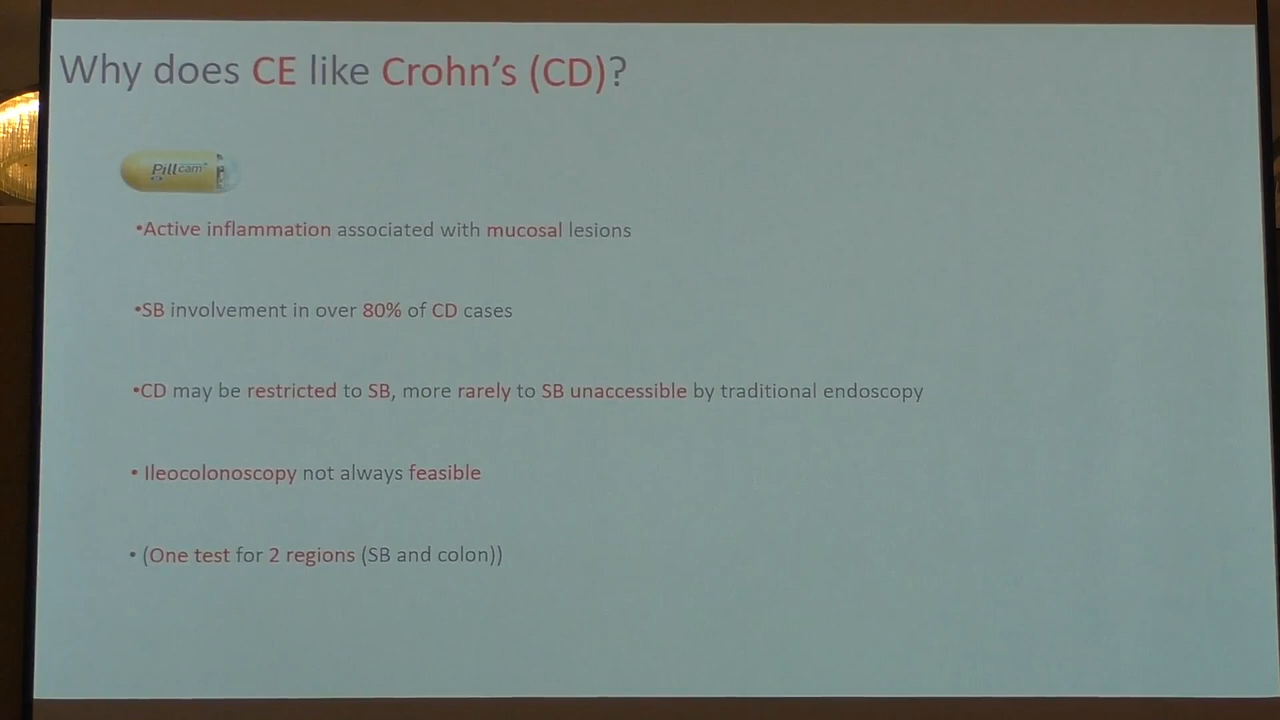 Why does CE like Crohn's (CD)?
Pillcam
•Active inflammation associated with mucosal lesions
•SB involvement in over 80% of CD cases
•CD may be restricted to SB, more rarely to SB unaccessible by traditional endoscopy
• Ileocolonoscopy not always feasible
• (One test for 2 regions (SB and colon))